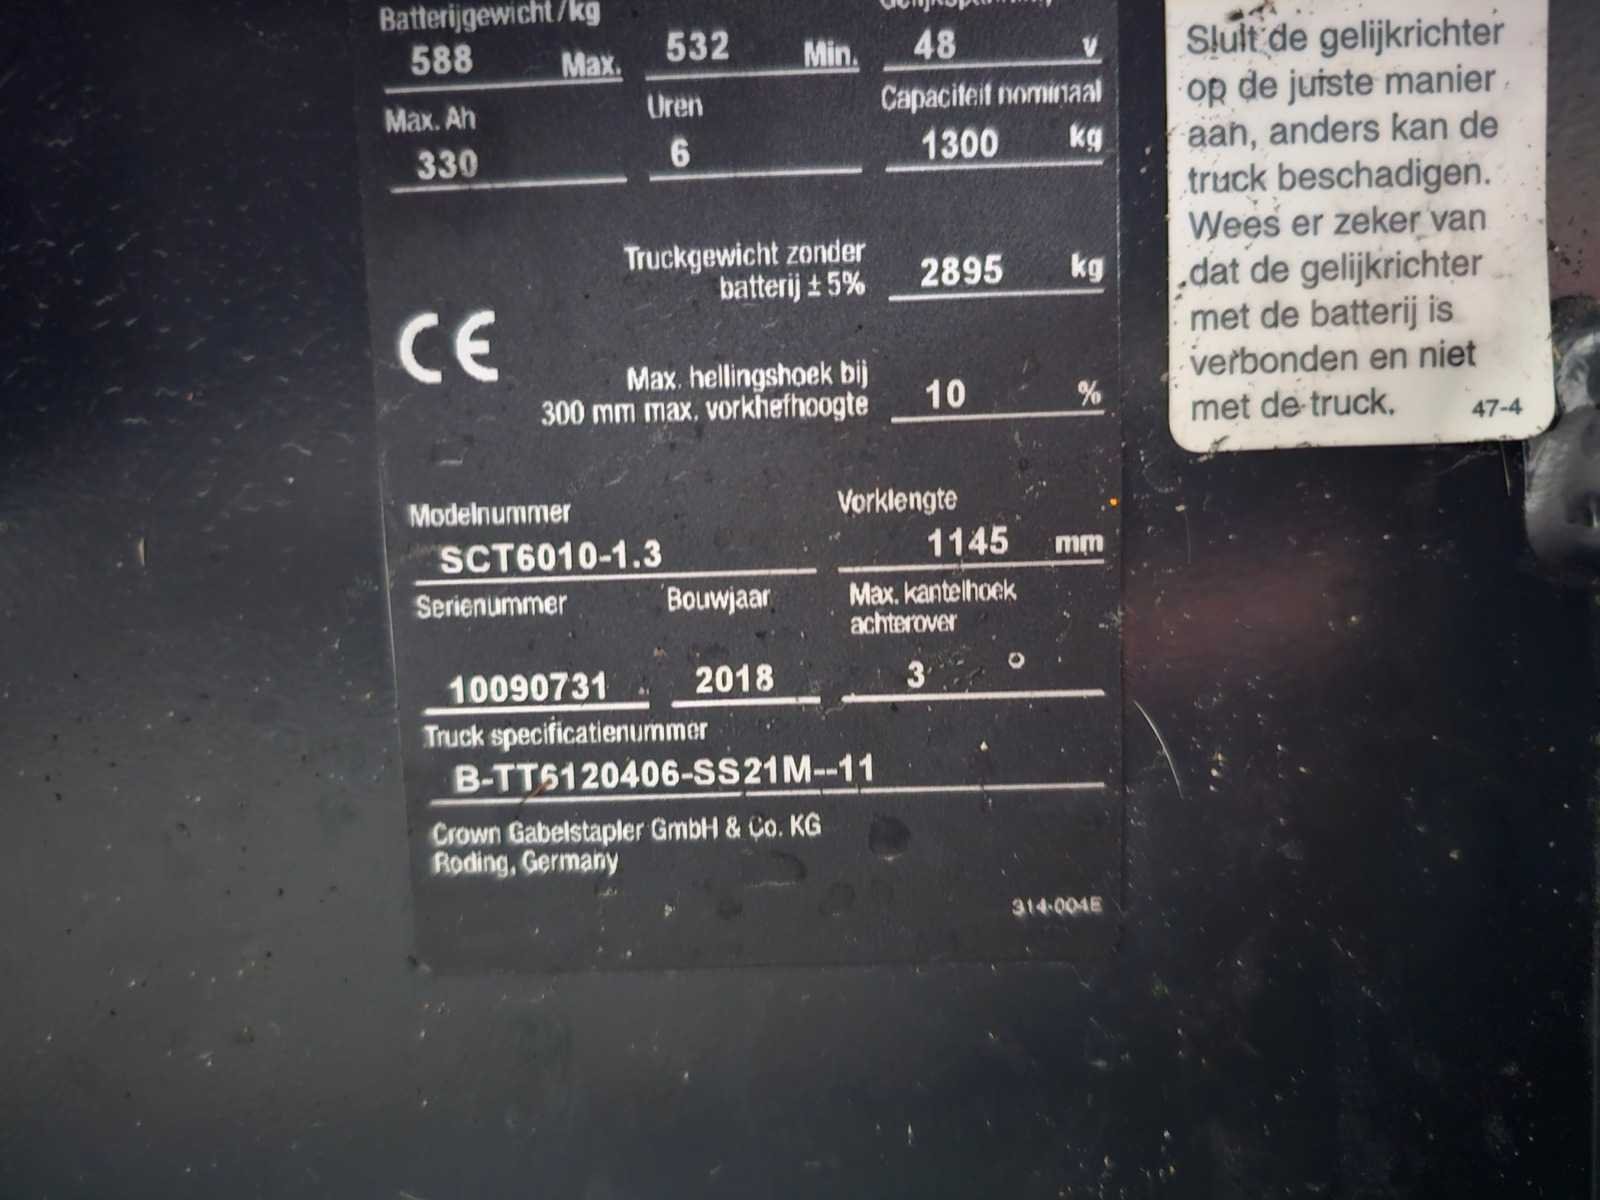 Batterijgewicht/kg
588 Max. 532 Min. 48 V
Max. Ah Uren Capaciteit nominaal
330 6 1300 kg
Truckgewicht zonder
batterij ± 5% 2895 kg
CE
Max. hellingshoek bij
300 mm max. vorkhefhoogte 10 %
Modelnummer Vorklengte
SCT6010-1.3 1145 mm
Serienummer Bouwjaar Max. kantelhoek
achterover
10090731 2018 3 °
Truck specificatienummer
B-TT6120406-SS21M--11
Crown Gabelstapler GmbH & Co. KG
Roding, Germany
314-004E
Sluit de gelijkrichter
op de juiste manier
aan, anders kan de
truck beschadigen.
Wees er zeker van
dat de gelijkrichter
met de batterij is
verbonden en niet
met de truck. 47-4